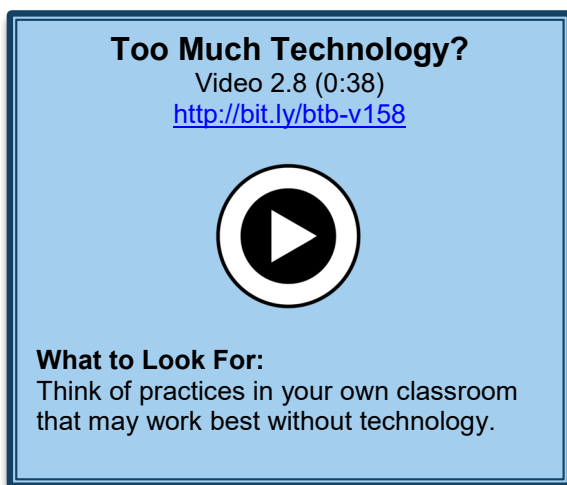 Too Much Technology?
Video 2.8 (0:38)
http://bit.ly/btb-v158
What to Look For:
Think of practices in your own classroom
that may work best without technology.